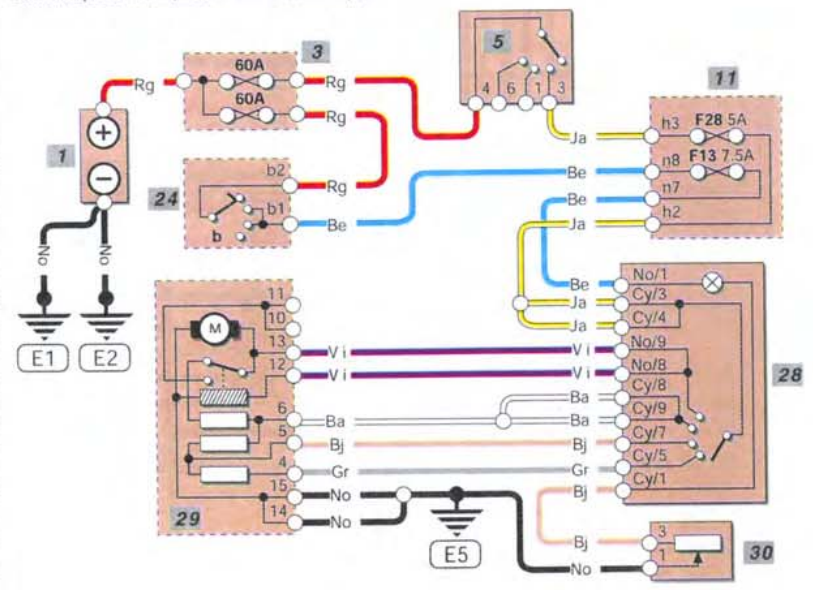 3
60A
Rg
Rg
60A
Rg
1
+
−
5
4 6 1 3
Ja
11
h3 F28 5A
n8 F13 7.5A
n7
h2
24
b2
b1
b
Rg
Be
Be
Be
Ja
No
No
E1
E2
11
10
M
13
12
6
5
4
15
14
29
Vi
Vi
Ba
Bj
Gr
No
No
E5
Be
Ja
Ja
Vi
Vi
Ba
Ba
Bj
Gr
Bj
No/1
Cy/3
Cy/4
No/9
No/8
Cy/8
Cy/9
Cy/7
Cy/5
Cy/1
28
Bj
No
3
1
30